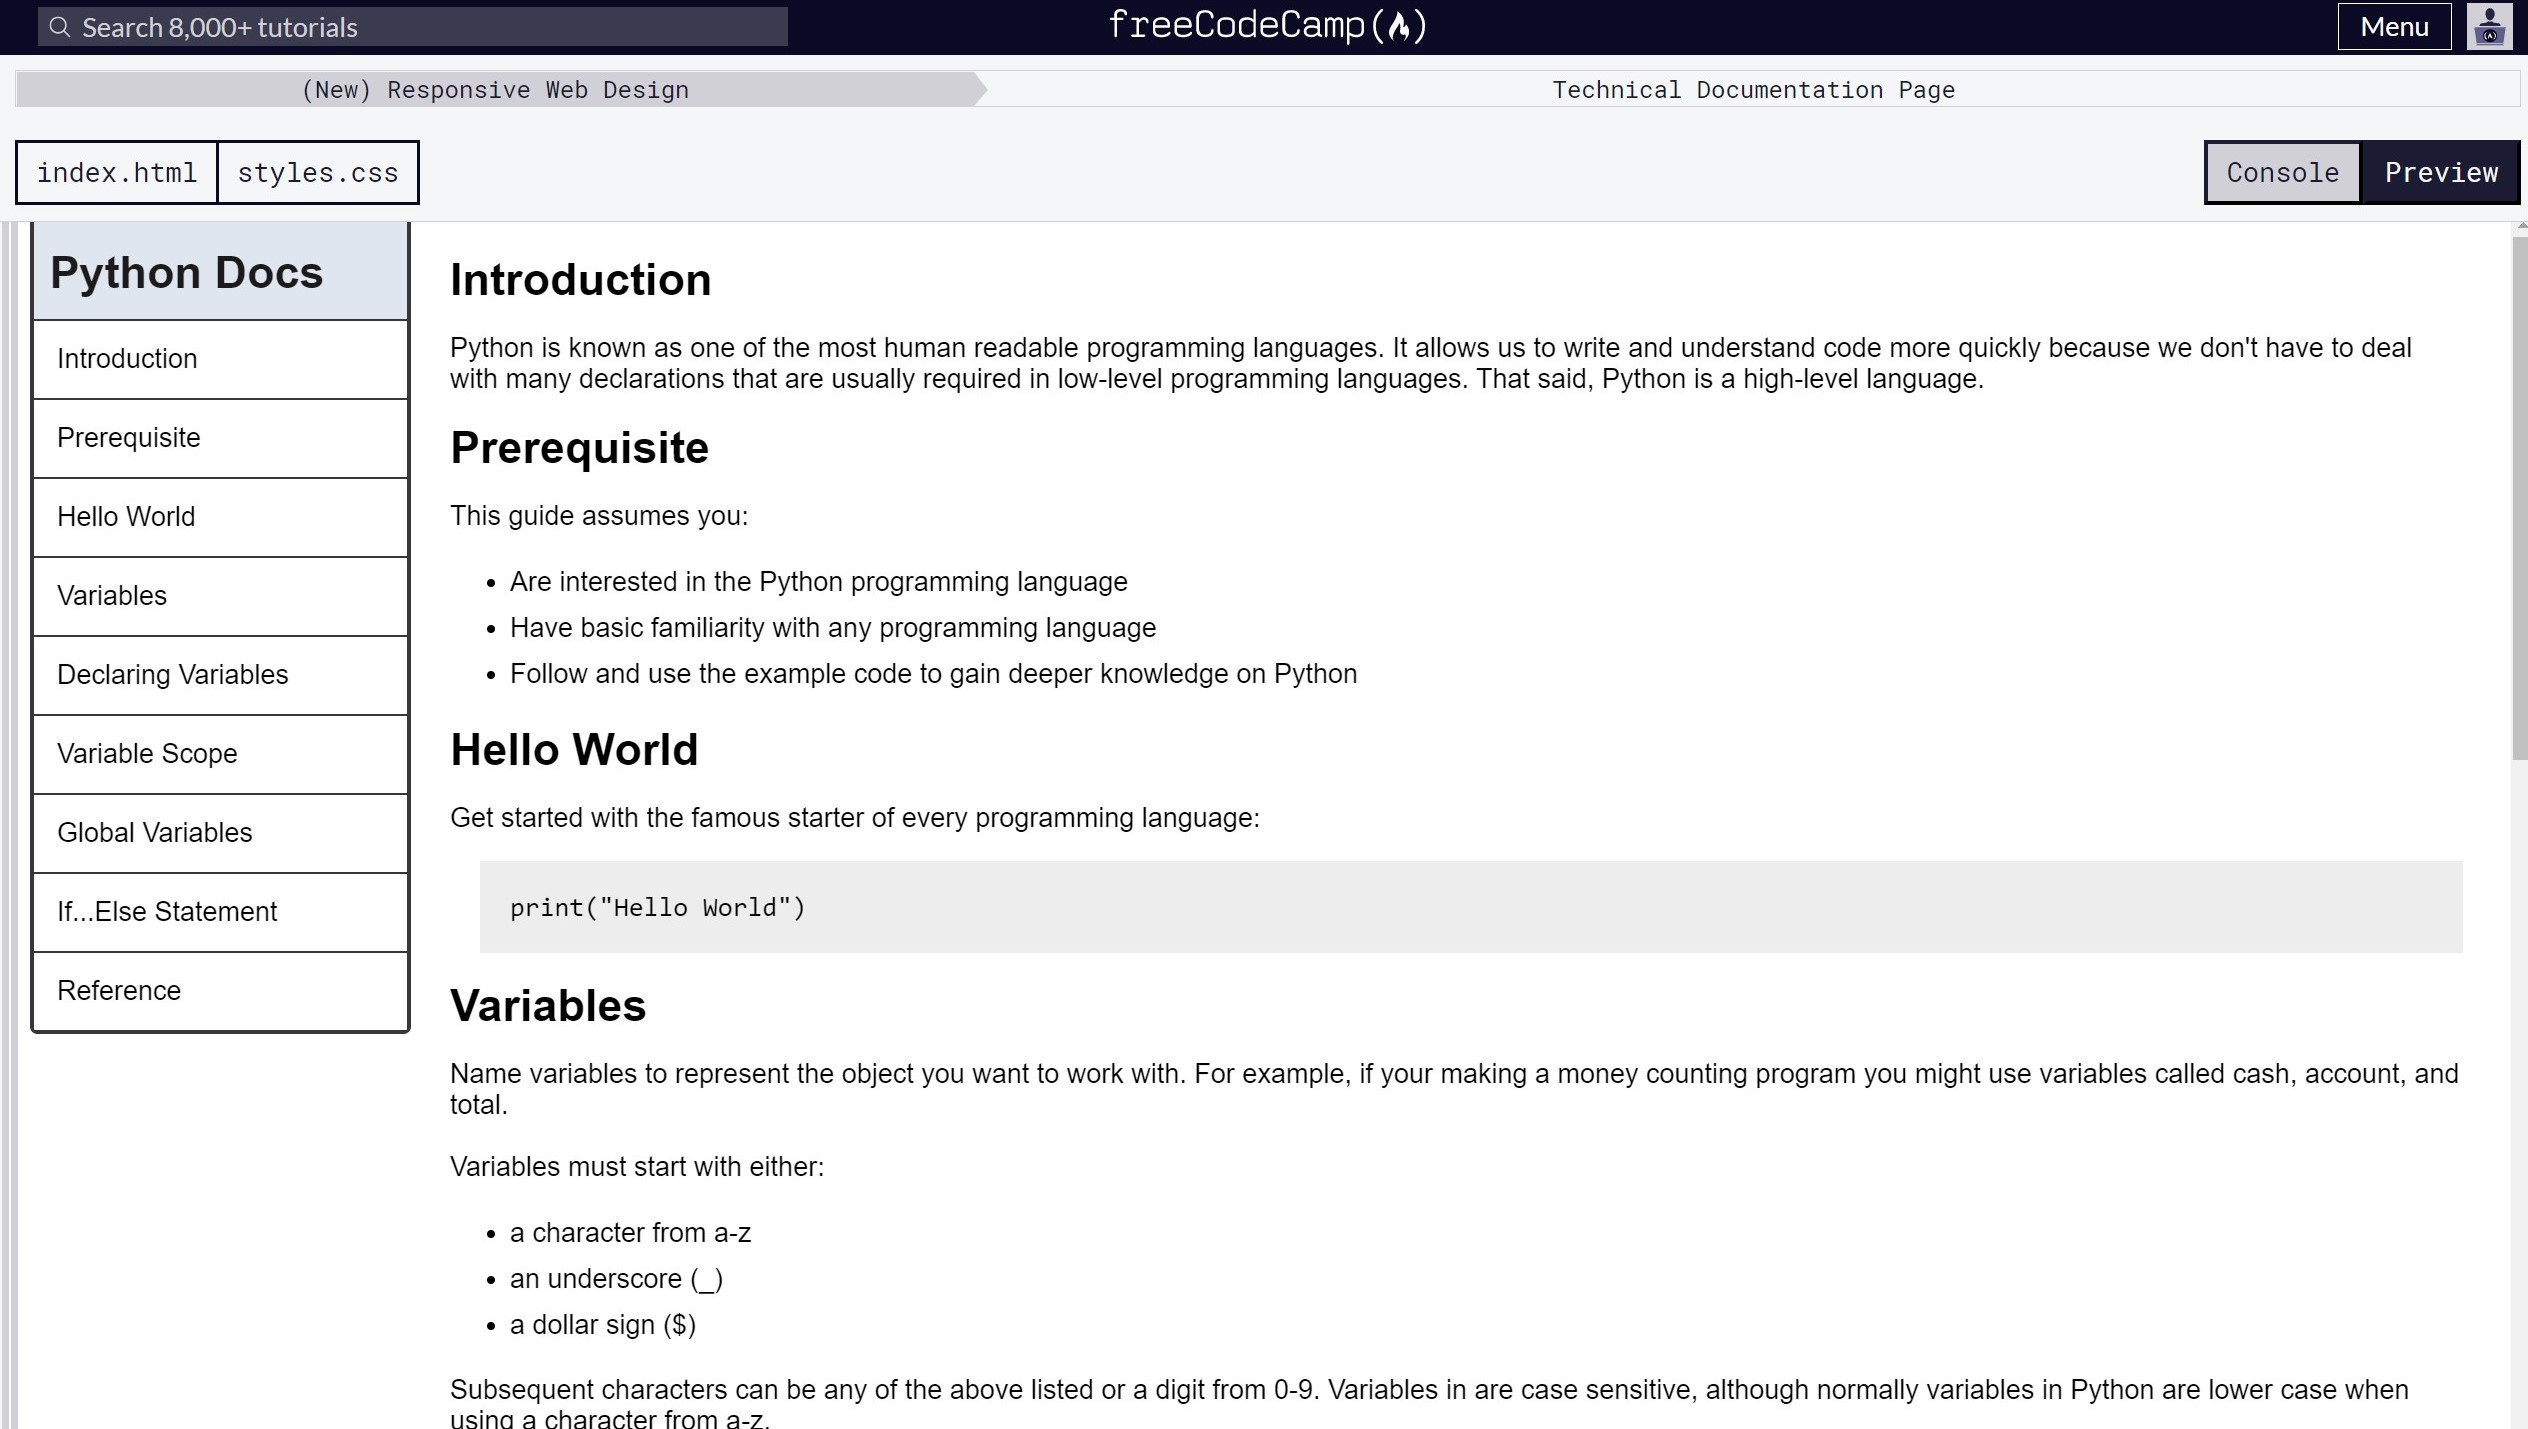 Search 8,000+ tutorials
freeCodeCamp
Menu
(New) Responsive Web Design
Technical Documentation Page
index.html
styles.css
Console
Preview
Python Docs
Introduction
Prerequisite
Hello World
Variables
Declaring Variables
Variable Scope
Global Variables
If...Else Statement
Reference
Introduction
Python is known as one of the most human readable programming languages. It allows us to write and understand code more quickly because we don't have to deal
with many declarations that are usually required in low-level programming languages. That said, Python is a high-level language.
Prerequisite
This guide assumes you:
• Are interested in the Python programming language
• Have basic familiarity with any programming language
• Follow and use the example code to gain deeper knowledge on Python
Hello World
Get started with the famous starter of every programming language:
print("Hello World")
Variables
Name variables to represent the object you want to work with. For example, if your making a money counting program you might use variables called cash, account, and
total.
Variables must start with either:
• a character from a-z
• an underscore (_)
• a dollar sign ($)
Subsequent characters can be any of the above listed or a digit from 0-9. Variables in are case sensitive, although normally variables in Python are lower case when
using a character from a-z.